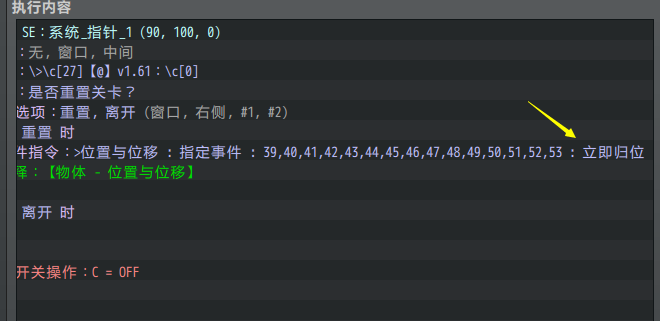 执行内容
SE：系统_指针_1 (90, 100, 0)
：无, 窗口, 中间
：\>\c[27]【@】v1.61：\c[0]
：是否重置关卡？
选项：重置, 离开 (窗口, 右侧, #1, #2)
重置 时
件指令：>位置与位移 : 指定事件 : 39,40,41,42,43,44,45,46,47,48,49,50,51,52,53 : 立即归位
释：【物体 - 位置与位移】
离开 时
开关操作：C = OFF